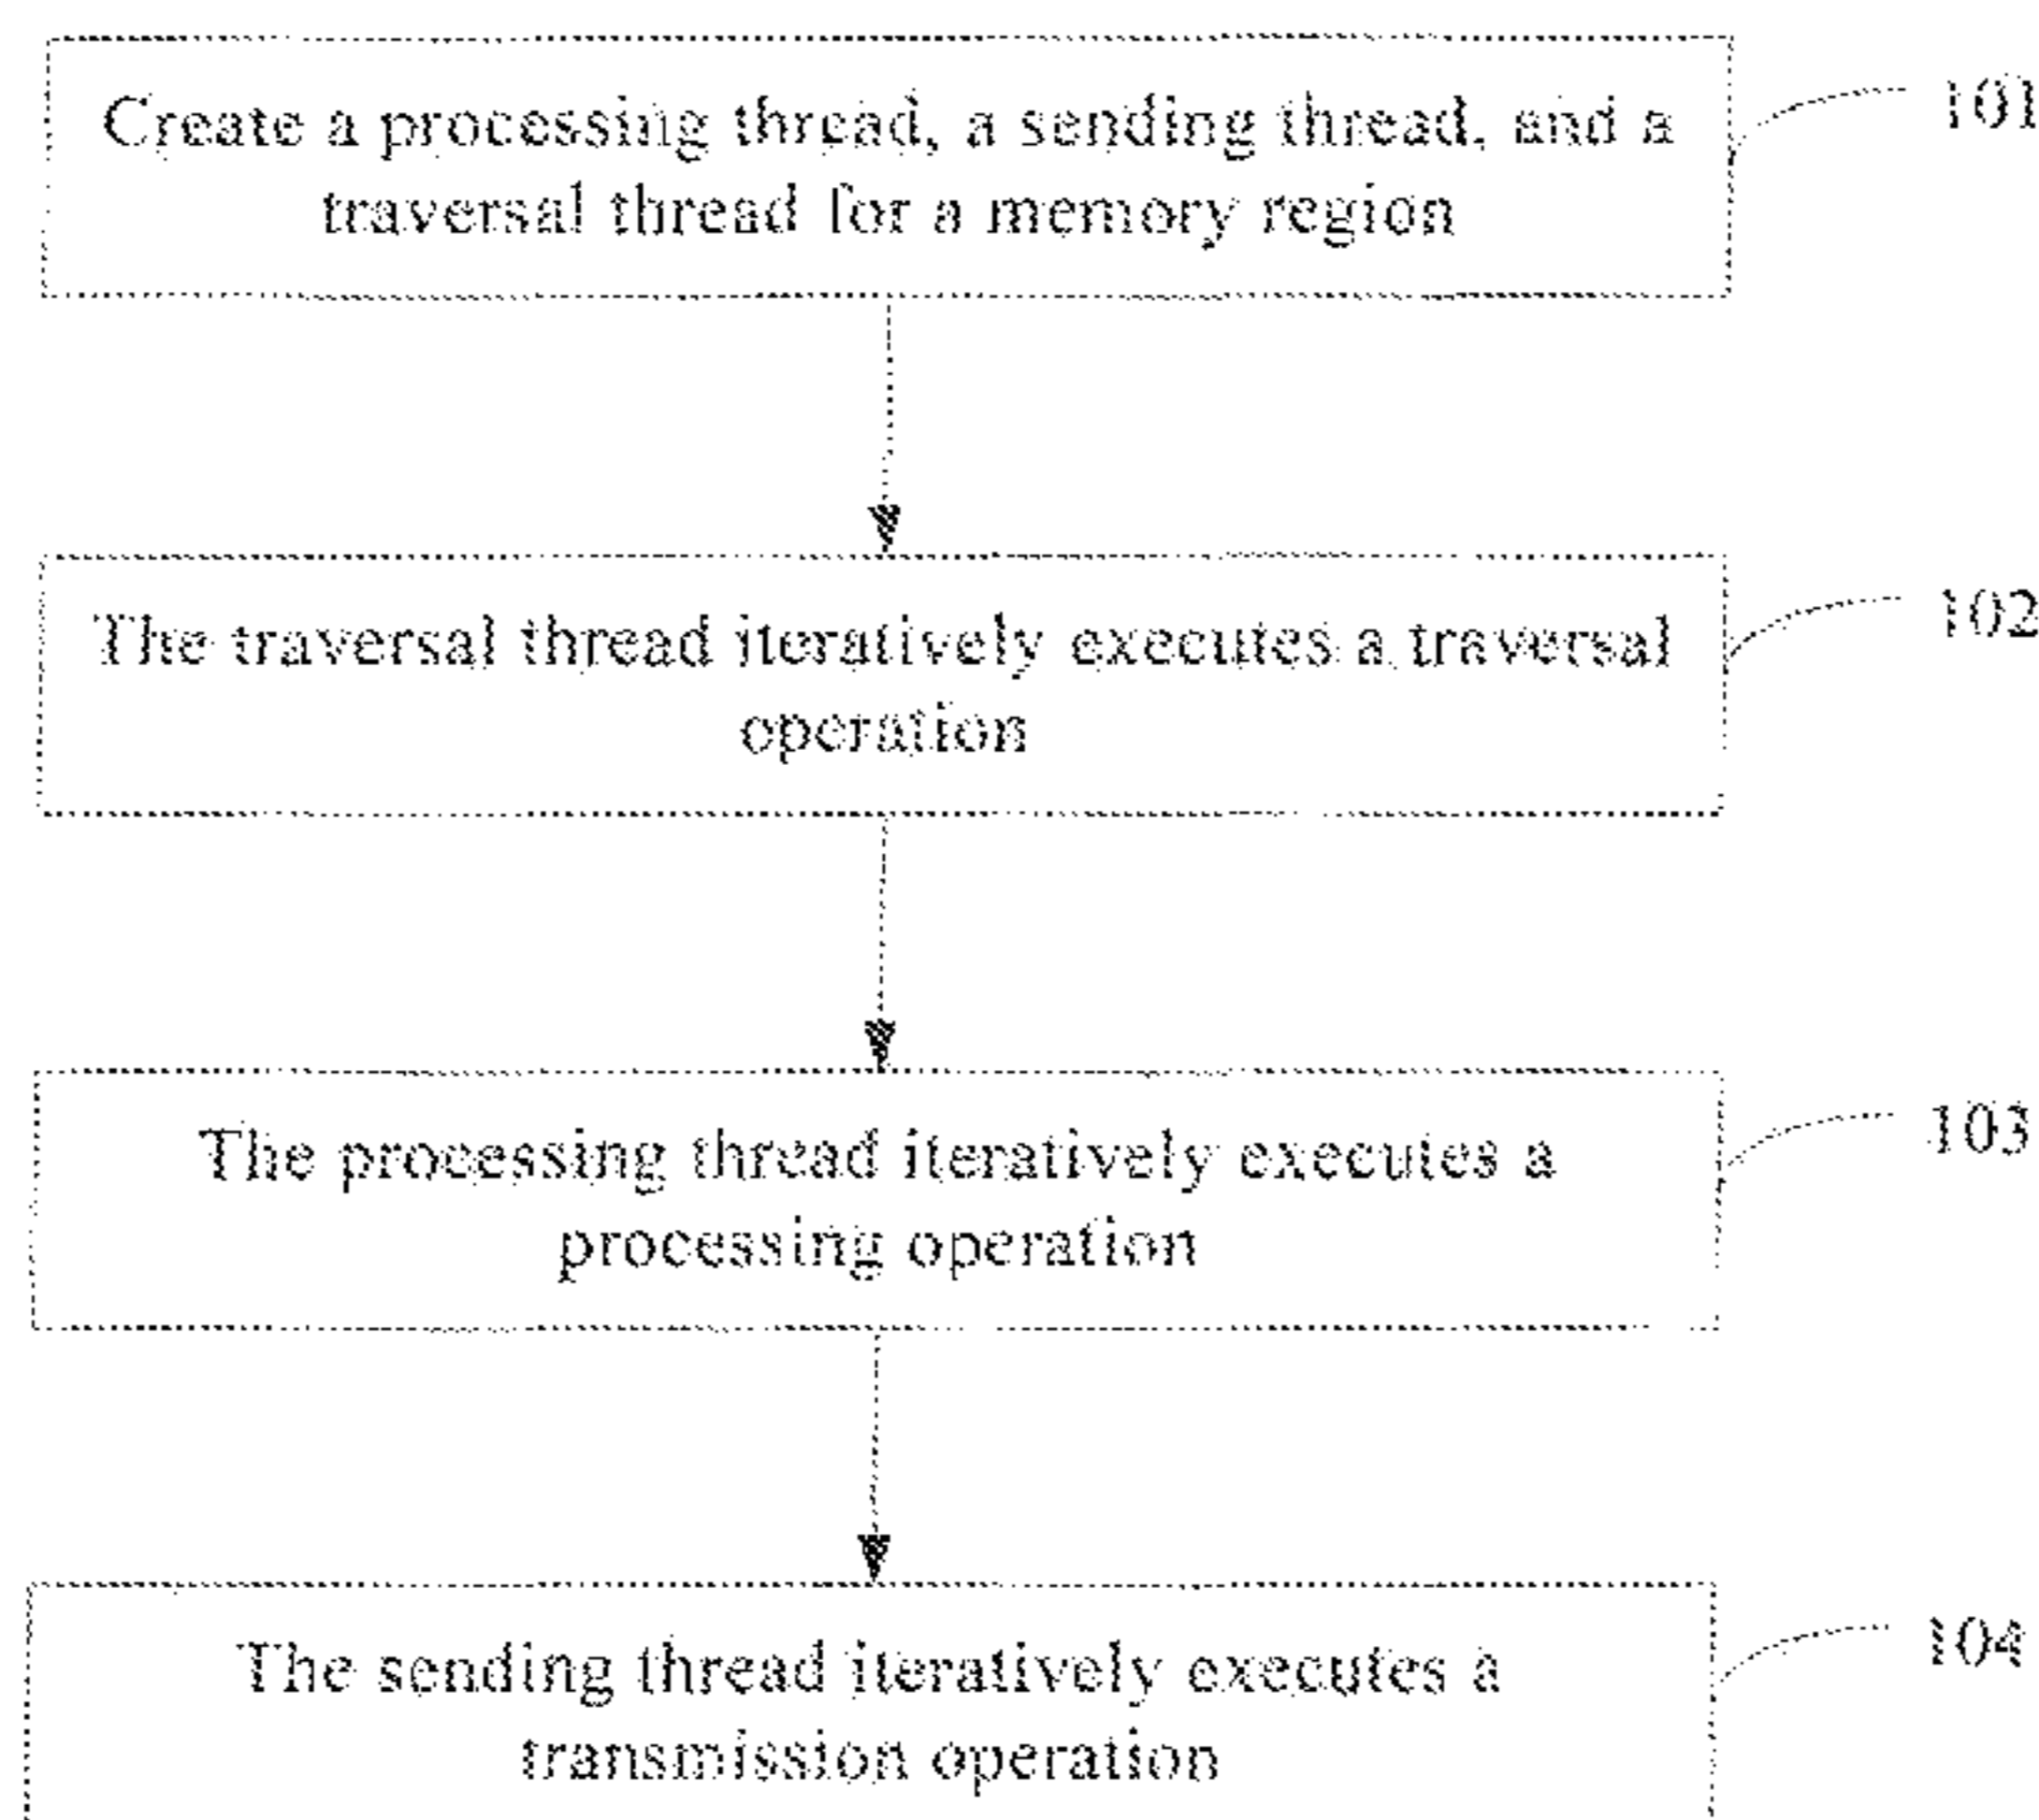 Create a processing thread, a sending thread, and a
traversal thread for a memory region
101
The traversal thread iteratively executes a traversal
operation
102
The processing thread iteratively executes a
processing operation
103
The sending thread iteratively executes a
transmission operation
104